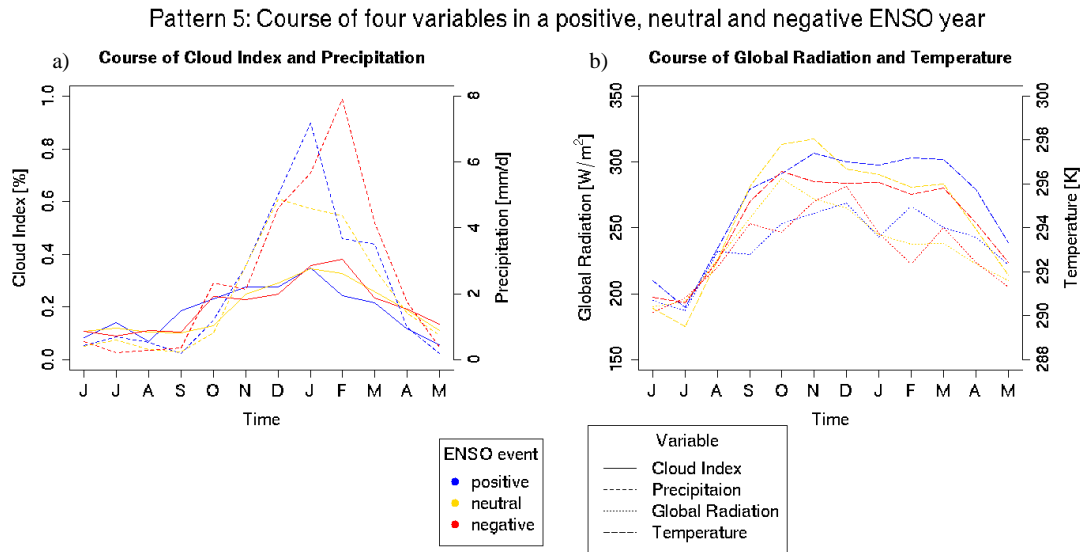 Pattern 5: Course of four variables in a positive, neutral and negative ENSO year
a) Course of Cloud Index and Precipitation
Cloud Index [%]
1.0
0.8
0.6
0.4
0.2
0.0
Precipitation [mm/d]
8
6
4
2
0
J J A S O N D J F M A M
Time
b) Course of Global Radiation and Temperature
Global Radiation [W/m²]
350
300
250
200
150
Temperature [K]
300
298
296
294
292
290
288
J J A S O N D J F M A M
Time
ENSO event
positive
neutral
negative
Variable
Cloud Index
Precipitaion
Global Radiation
Temperature